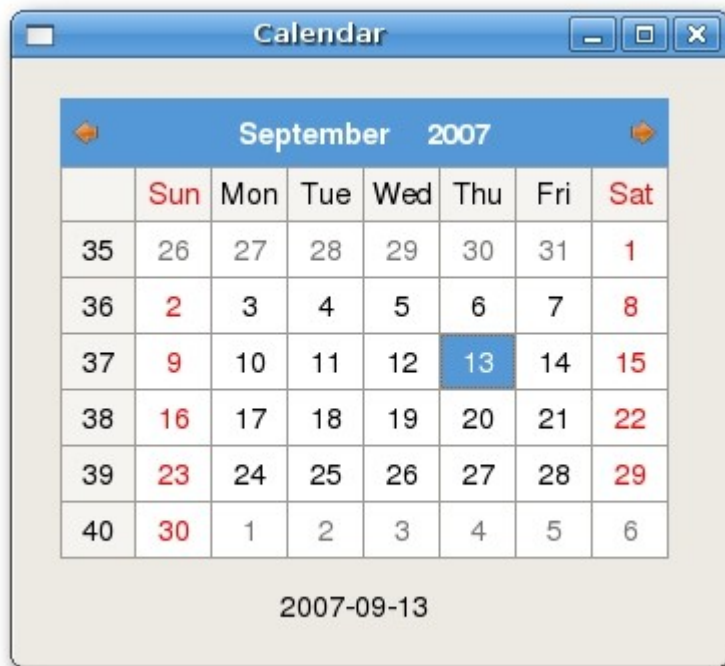 Calendar
September 2007
Sun Mon Tue Wed Thu Fri Sat
35 26 27 28 29 30 31 1
36 2 3 4 5 6 7 8
37 9 10 11 12 13 14 15
38 16 17 18 19 20 21 22
39 23 24 25 26 27 28 29
40 30 1 2 3 4 5 6
2007-09-13